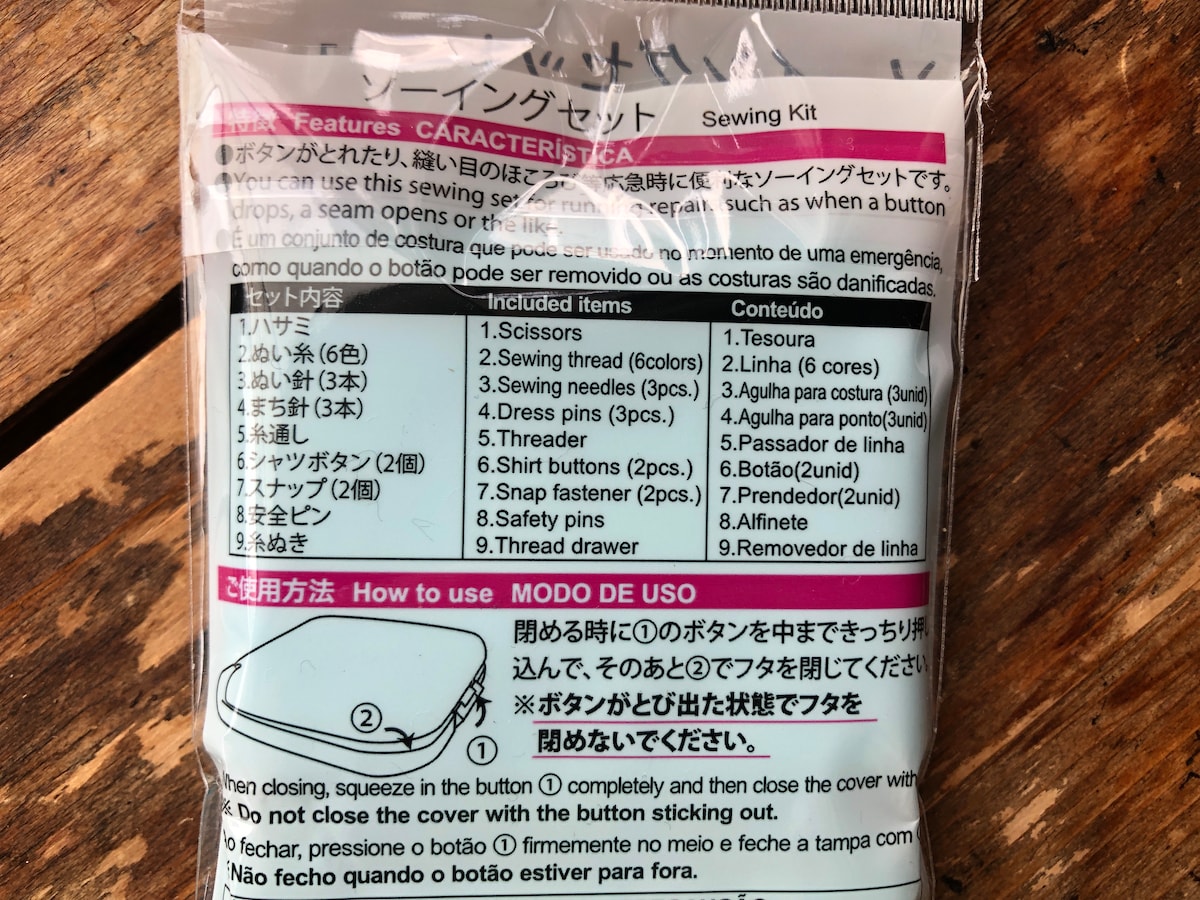 ソーイングセット Sewing Kit
特徴 Features CARACTERÍSTICA
●ボタンがとれたり、縫い目のほころび等応急時に便利なソーイングセットです。
●You can use this sewing set for running repairs such as when a button
drops, a seam opens or the
●É um conjunto de costura que pode ser usado no momento de uma emergência,
como quando o botão pode ser removido ou as costuras são danificadas.
セット内容 Included items Conteúdo
1.ハサミ 1.Scissors 1.Tesoura
2.ぬい糸(6色) 2.Sewing thread (6colors) 2.Linha (6 cores)
3.ぬい針(3本) 3.Sewing needles (3pcs.) 3.Agulha para costura (3unid)
4.まち針(3本) 4.Dress pins (3pcs.) 4.Agulha para ponto(3unid)
5.糸通し 5.Threader 5.Passador de linha
6.シャツボタン(2個) 6.Shirt buttons (2pcs.) 6.Botão(2unid)
7.スナップ(2個) 7.Snap fastener (2pcs.) 7.Prendedor(2unid)
8.安全ピン 8.Safety pins 8.Alfinete
9.糸ぬき 9.Thread drawer 9.Removedor de linha
ご使用方法 How to use MODO DE USO
閉める時に①のボタンを中まできっちり押し
込んで、そのあと②でフタを閉じてください
※ボタンがとび出た状態でフタを
閉めないでください。
② ①
When closing, squeeze in the button ① completely and then close the cover with
※ Do not close the cover with the button sticking out.
Ao fechar, pressione o botão ① firmemente no meio e feche a tampa com
Não fecho quando o botão estiver para fora.